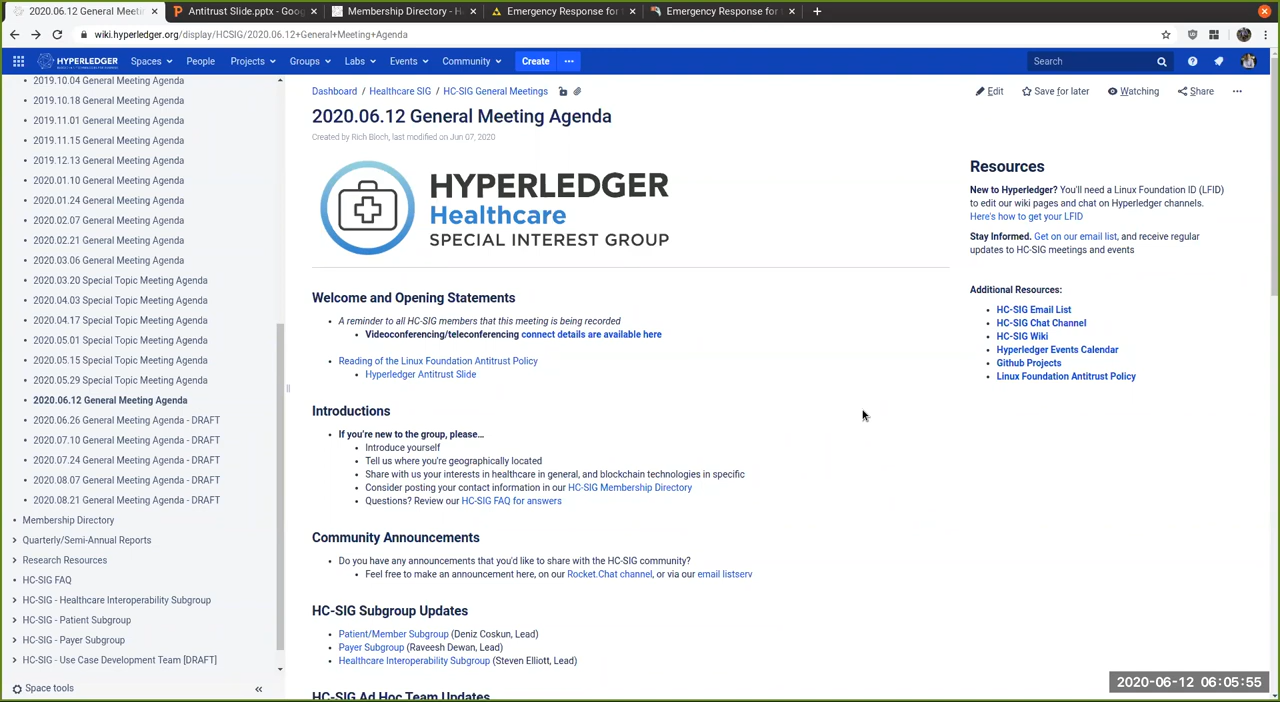 2020.06.12 General Meeti
Antitrust Slide.pptx - Goo
Membership Directory - H
Emergency Response for t
Emergency Response for
wiki.hyperledger.org/display/HCSIG/2020.06.12+General+Meeting+Agenda
HYPERLEDGER Spaces People Projects Groups Labs Events Community Create Search
2019.10.04 General Meeting Agenda
2019.10.18 General Meeting Agenda
2019.11.01 General Meeting Agenda
2019.11.15 General Meeting Agenda
2019.12.13 General Meeting Agenda
2020.01.10 General Meeting Agenda
2020.01.24 General Meeting Agenda
2020.02.07 General Meeting Agenda
2020.02.21 General Meeting Agenda
2020.03.06 General Meeting Agenda
2020.03.20 Special Topic Meeting Agenda
2020.04.03 Special Topic Meeting Agenda
2020.04.17 Special Topic Meeting Agenda
2020.05.01 Special Topic Meeting Agenda
2020.05.15 Special Topic Meeting Agenda
2020.05.29 Special Topic Meeting Agenda
2020.06.12 General Meeting Agenda
2020.06.26 General Meeting Agenda - DRAFT
2020.07.10 General Meeting Agenda - DRAFT
2020.07.24 General Meeting Agenda - DRAFT
2020.08.07 General Meeting Agenda - DRAFT
2020.08.21 General Meeting Agenda - DRAFT
Membership Directory
Quarterly/Semi-Annual Reports
Research Resources
HC-SIG FAQ
HC-SIG - Healthcare Interoperability Subgroup
HC-SIG - Patient Subgroup
HC-SIG - Payer Subgroup
HC-SIG - Use Case Development Team [DRAFT]
Space tools
Dashboard / Healthcare SIG / HC-SIG General Meetings
Edit Save for later Watching Share
2020.06.12 General Meeting Agenda
Created by Rich Bloch, last modified on Jun 07, 2020
HYPERLEDGER
Healthcare
SPECIAL INTEREST GROUP
Welcome and Opening Statements
A reminder to all HC-SIG members that this meeting is being recorded
Videoconferencing/teleconferencing connect details are available here
Reading of the Linux Foundation Antitrust Policy
Hyperledger Antitrust Slide
Introductions
If you're new to the group, please...
Introduce yourself
Tell us where you're geographically located
Share with us your interests in healthcare in general, and blockchain technologies in specific
Consider posting your contact information in our HC-SIG Membership Directory
Questions? Review our HC-SIG FAQ for answers
Community Announcements
Do you have any announcements that you'd like to share with the HC-SIG community?
Feel free to make an announcement here, on our Rocket.Chat channel, or via our email listserv
HC-SIG Subgroup Updates
Patient/Member Subgroup (Deniz Coskun, Lead)
Payer Subgroup (Raveesh Dewan, Lead)
Healthcare Interoperability Subgroup (Steven Elliott, Lead)
HC-SIG Ad Hoc Team Updates
Resources
New to Hyperledger? You'll need a Linux Foundation ID (LFID)
to edit our wiki pages and chat on Hyperledger channels.
Here's how to get your LFID
Stay Informed. Get on our email list, and receive regular
updates to HC-SIG meetings and events
Additional Resources:
HC-SIG Email List
HC-SIG Chat Channel
HC-SIG Wiki
Hyperledger Events Calendar
Github Projects
Linux Foundation Antitrust Policy
2020-06-12 06:05:55